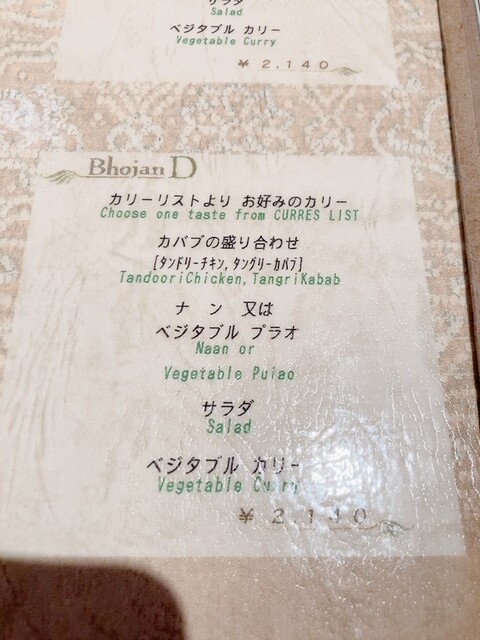 サラダ
Salad
ベジタブル カリー
Vegetable Curry
¥ 2,140
Bhojan D
カリーリストより お好みのカリー
Choose one taste from CURRES LIST
カバブの盛り合わせ
[タンドリーチキン,タングリーカバブ]
TandooriChicken,TangriKabab
ナン 又は
ベジタブル プラオ
Naan or
Vegetable Pulao
サラダ
Salad
ベジタブル カリー
Vegetable Curry
¥ 2,140